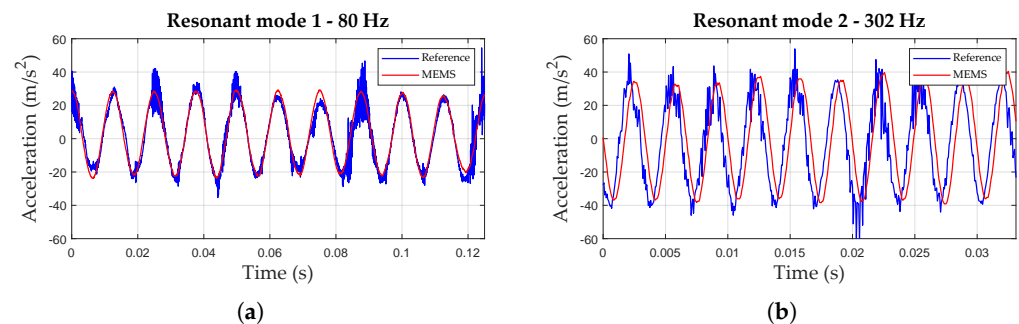 Resonant mode 1 - 80 Hz
60
40
20
0
-20
-40
-60
Acceleration (m/s²)
Reference
MEMS
0
0.02
0.04
0.06
0.08
0.1
0.12
Time (s)
(a)
Resonant mode 2 - 302 Hz
60
40
20
0
-20
-40
-60
Acceleration (m/s²)
Reference
MEMS
0
0.005
0.01
0.015
0.02
0.025
0.03
Time (s)
(b)